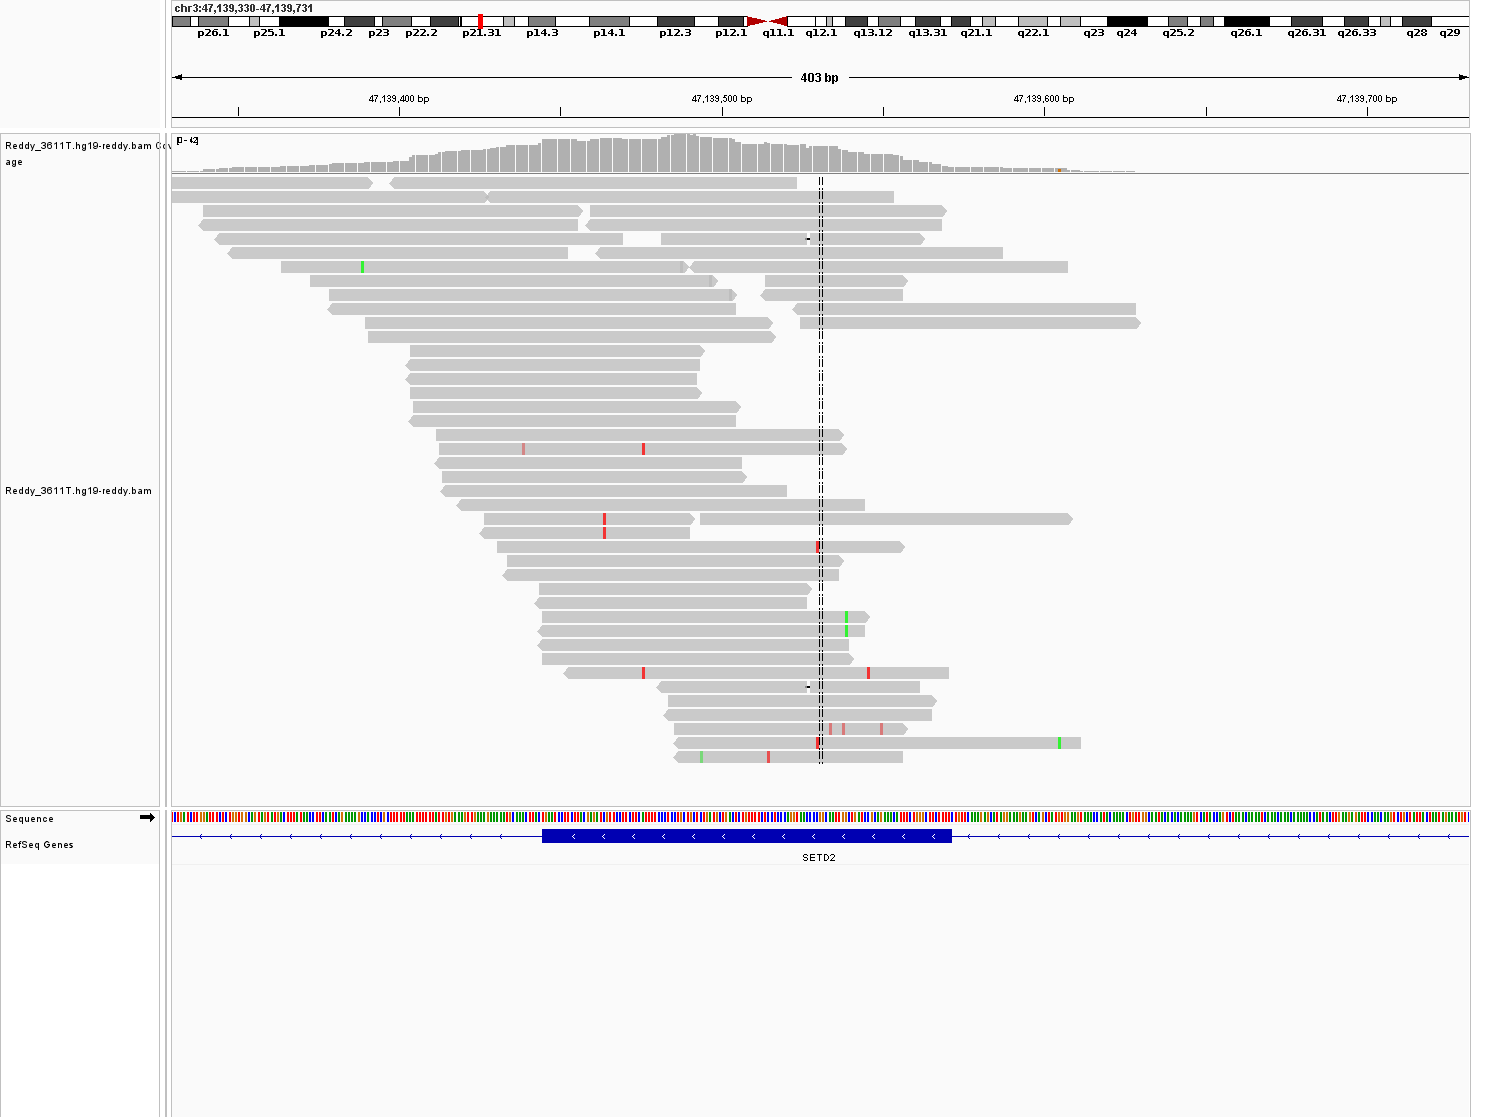 chr3:47,139,330-47,139,731
p26.1 p25.1 p24.2 p23 p22.2 p21.31 p14.3 p14.1 p12.3 p12.1 q11.1 q12.1 q13.12 q13.31 q21.1 q22.1 q23 q24 q25.2 q26.1 q26.31 q26.33 q28 q29
403 bp
47,139,400 bp 47,139,500 bp 47,139,600 bp 47,139,700 bp
[0 - 42]
Reddy_3611T.hg19-reddy.bam Cov
age
Reddy_3611T.hg19-reddy.bam
Sequence
RefSeq Genes
SETD2